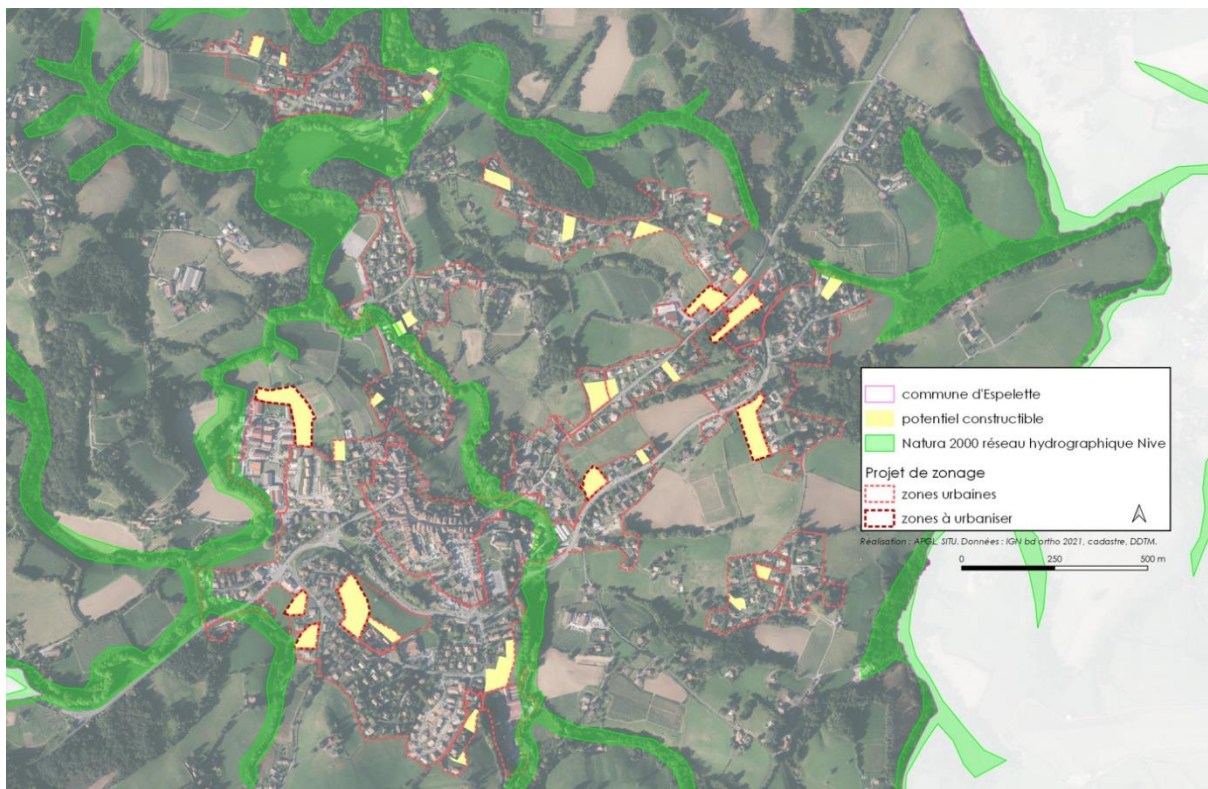 commune d'Espelette
potentiel constructible
Natura 2000 réseau hydrographique Nive
Projet de zonage
zones urbaines
zones à urbaniser
Réalisation : APGL SITU. Données : IGN bd ortho 2021, cadastre, DDTM.
0 250 500 m